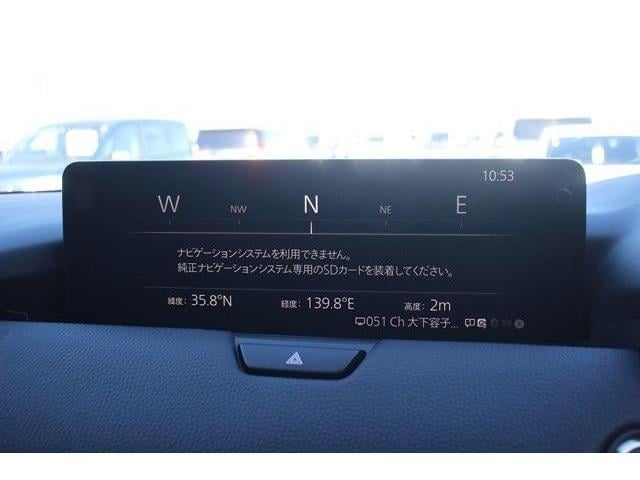 10:53
W NW N NE E
ナビゲーションシステムを利用できません。
純正ナビゲーションシステム専用のSDカードを装着してください。
緯度: 35.8°N 経度: 139.8°E 高度: 2m
051 Ch 大下容子...